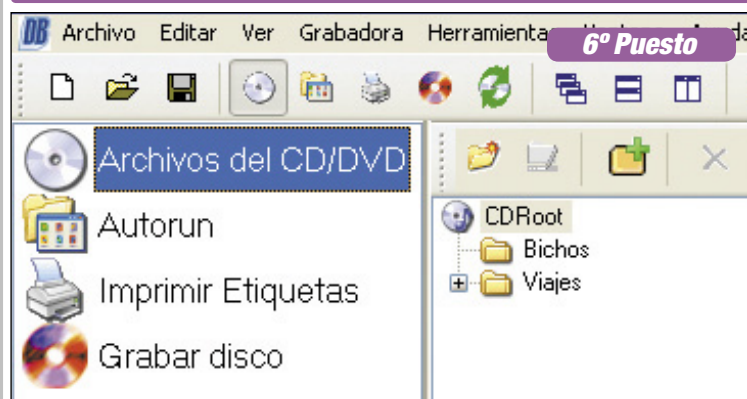 DB Archivo Editar Ver Grabadora Herramienta
6º Puesto
Archivos del CD/DVD
Autorun
Imprimir Etiquetas
Grabar disco
CDRoot
Bichos
Viajes